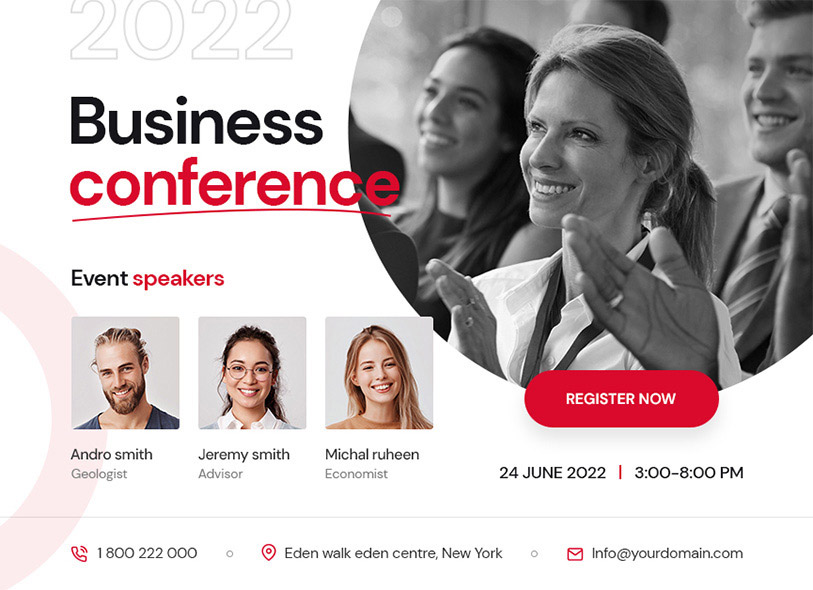 2022
Business
conference
Event speakers
Andro smith
Geologist
Jeremy smith
Advisor
Michal ruheen
Economist
REGISTER NOW
24 JUNE 2022 | 3:00-8:00 PM
1 800 222 000
Eden walk eden centre, New York
Info@yourdomain.com